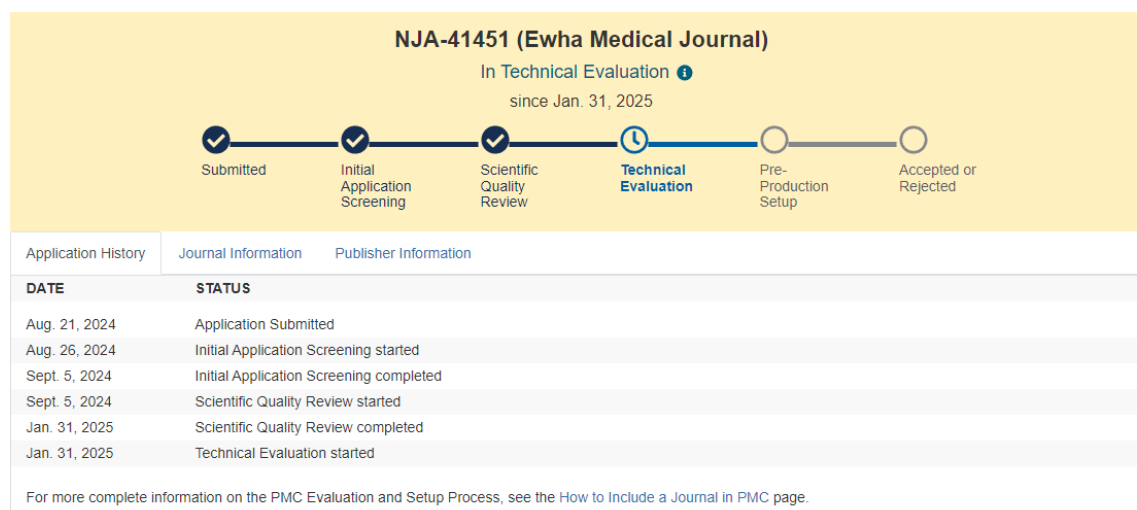 NJA-41451 (Ewha Medical Journal)
In Technical Evaluation
since Jan. 31, 2025
Submitted
Initial
Application
Screening
Scientific
Quality
Review
Technical
Evaluation
Pre-
Production
Setup
Accepted or
Rejected
Application History Journal Information Publisher Information
DATE STATUS
Aug. 21, 2024 Application Submitted
Aug. 26, 2024 Initial Application Screening started
Sept. 5, 2024 Initial Application Screening completed
Sept. 5, 2024 Scientific Quality Review started
Jan. 31, 2025 Scientific Quality Review completed
Jan. 31, 2025 Technical Evaluation started
For more complete information on the PMC Evaluation and Setup Process, see the How to Include a Journal in PMC page.